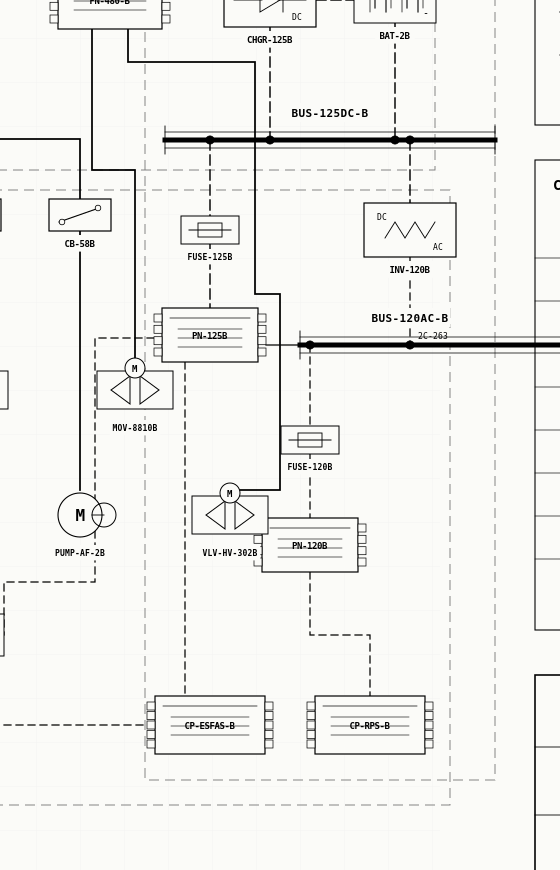 PN-480-B
DC
-
CHGR-125B
BAT-2B
BUS-125DC-B
DC
AC
CB-58B
FUSE-125B
INV-120B
BUS-120AC-B
PN-125B
2C-263
M
MOV-8810B
FUSE-120B
M
M
PN-120B
PUMP-AF-2B
VLV-HV-302B
CP-ESFAS-B
CP-RPS-B